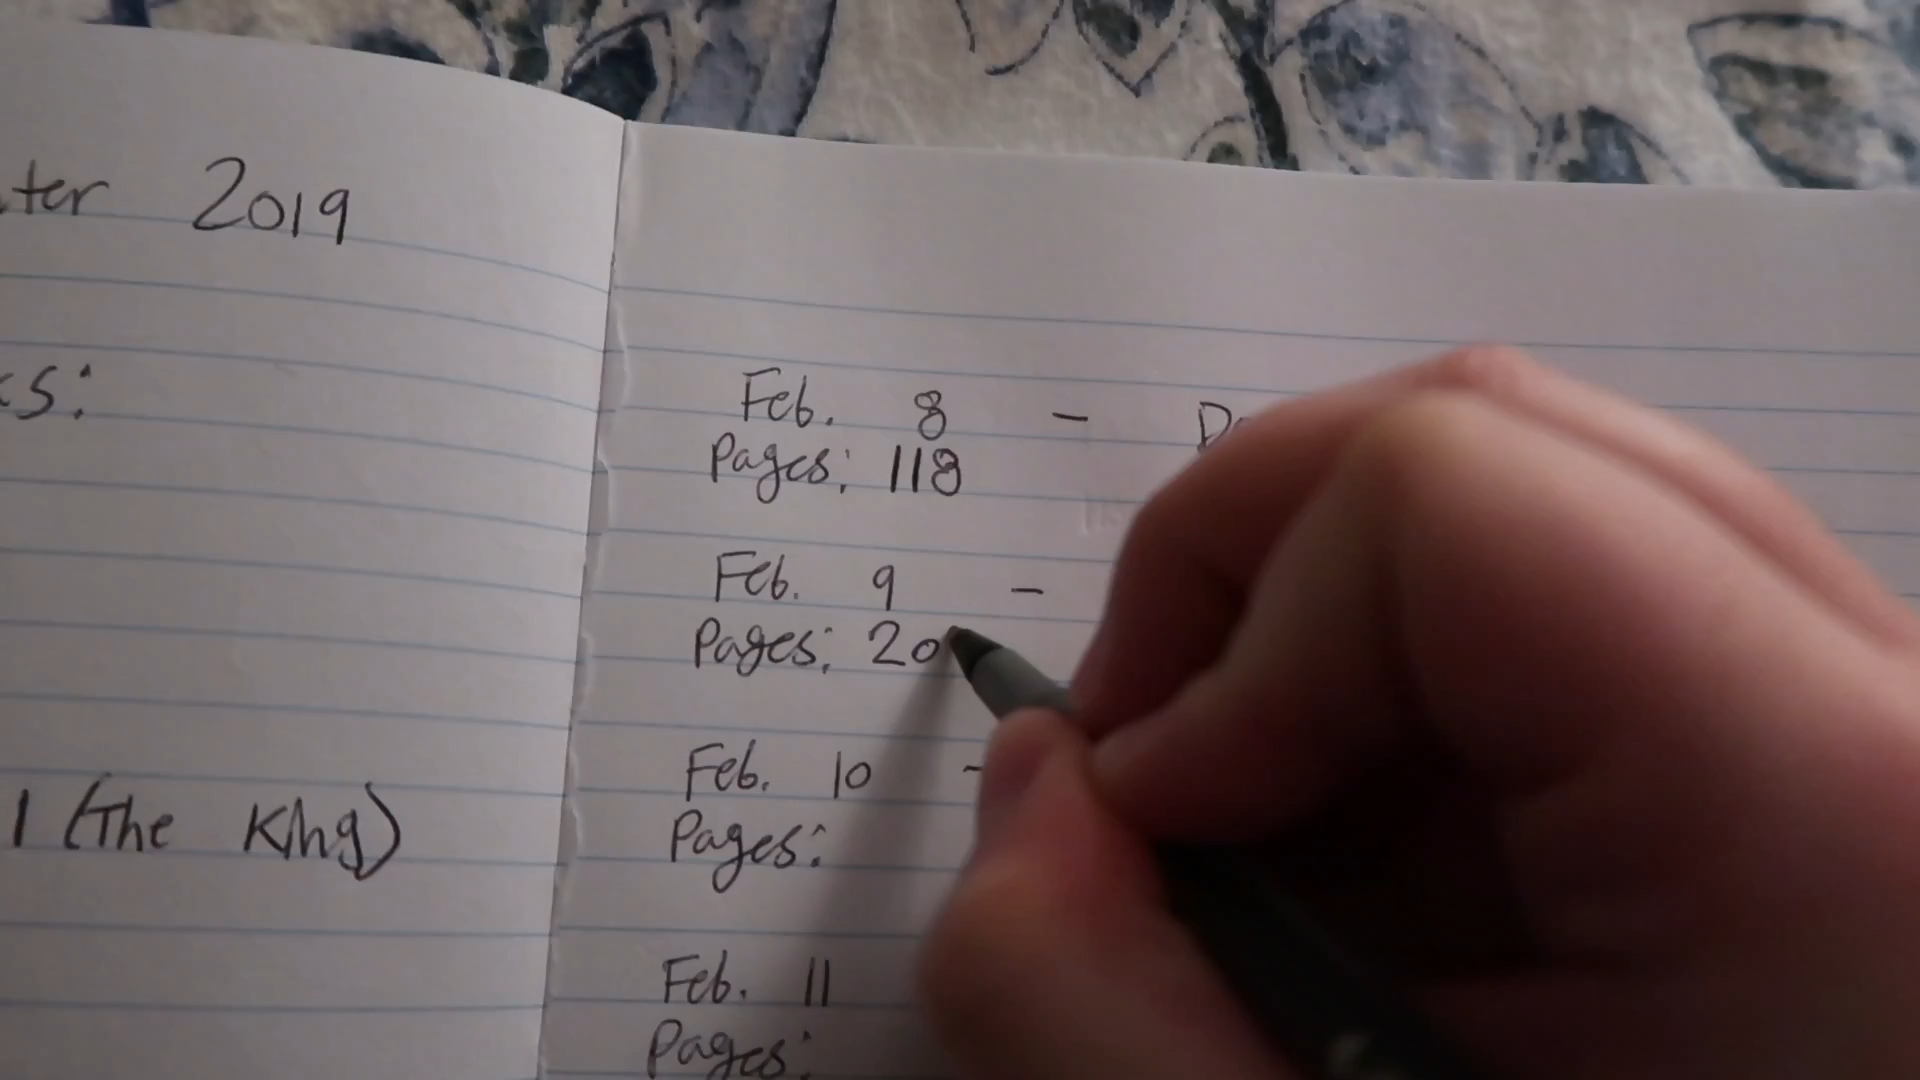 ter 2019
s:
1 (The King)
Feb. 8 -
Pages: 118
Feb. 9 -
Pages: 20
Feb. 10 -
Pages:
Feb. 11
Pages: